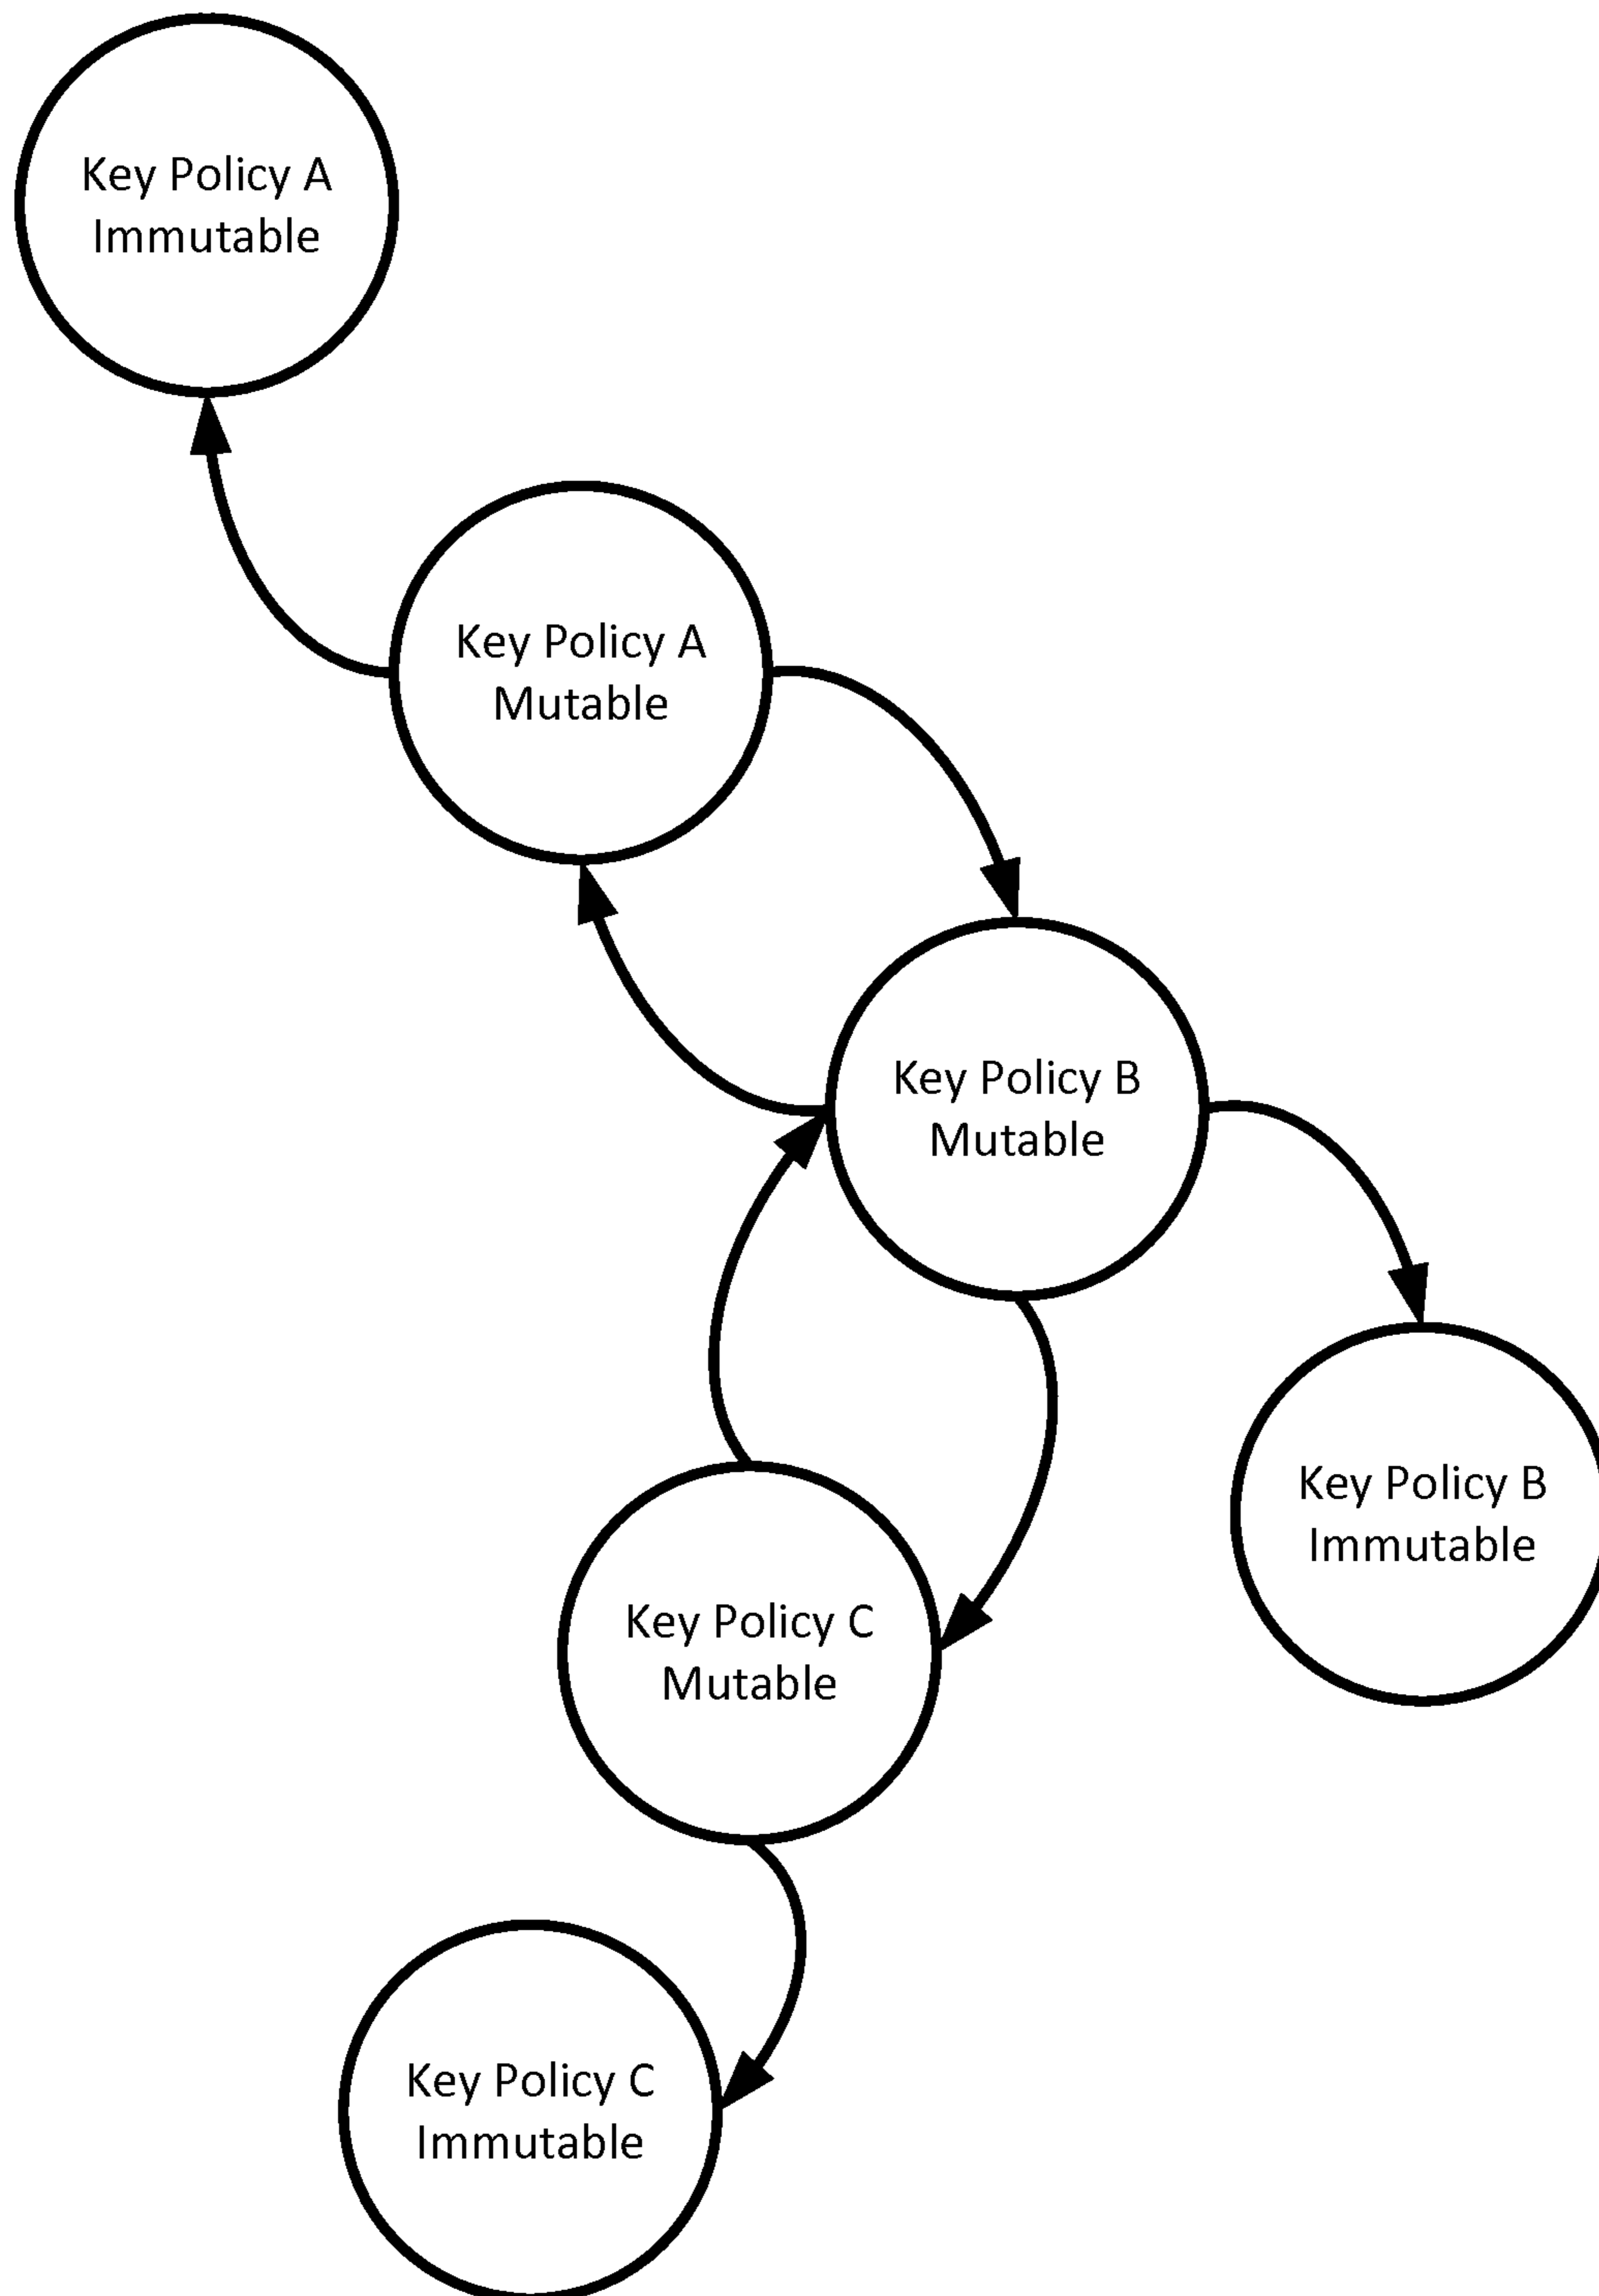 Key Policy A
Immutable
Key Policy A
Mutable
Key Policy B
Mutable
Key Policy B
Immutable
Key Policy C
Mutable
Key Policy C
Immutable